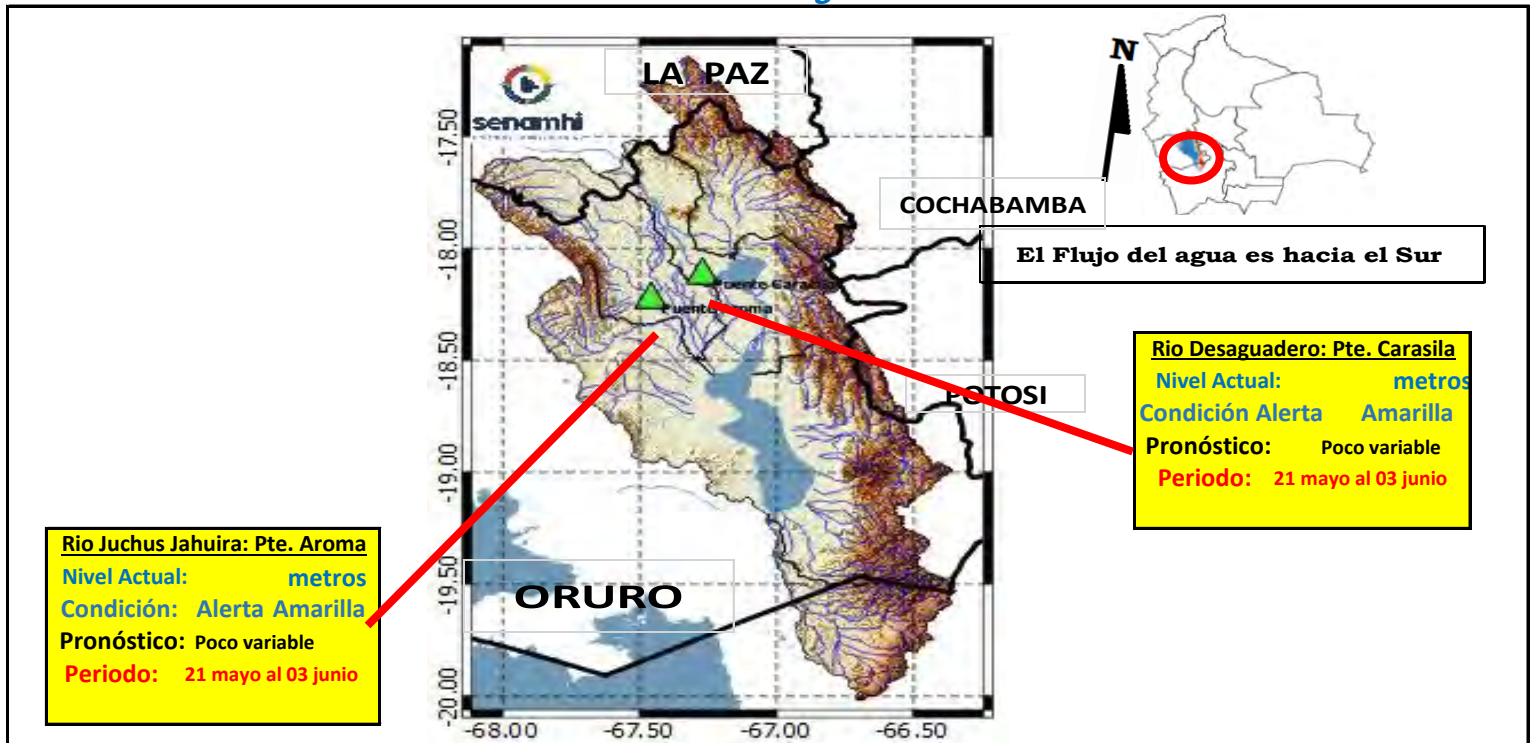 LA PAZ
senamhi
N
COCHABAMBA
El Flujo del agua es hacia el Sur
POTOSI
ORURO
Rio Desaguadero: Pte. Carasila
Nivel Actual: metros
Condición Alerta Amarilla
Pronóstico: Poco variable
Periodo: 21 mayo al 03 junio
Rio Juchus Jahuira: Pte. Aroma
Nivel Actual: metros
Condición: Alerta Amarilla
Pronóstico: Poco variable
Periodo: 21 mayo al 03 junio
Puente
Puente
-17.50
-18.00
-18.50
-19.00
-19.50
-20.00
-68.00 -67.50 -67.00 -66.50